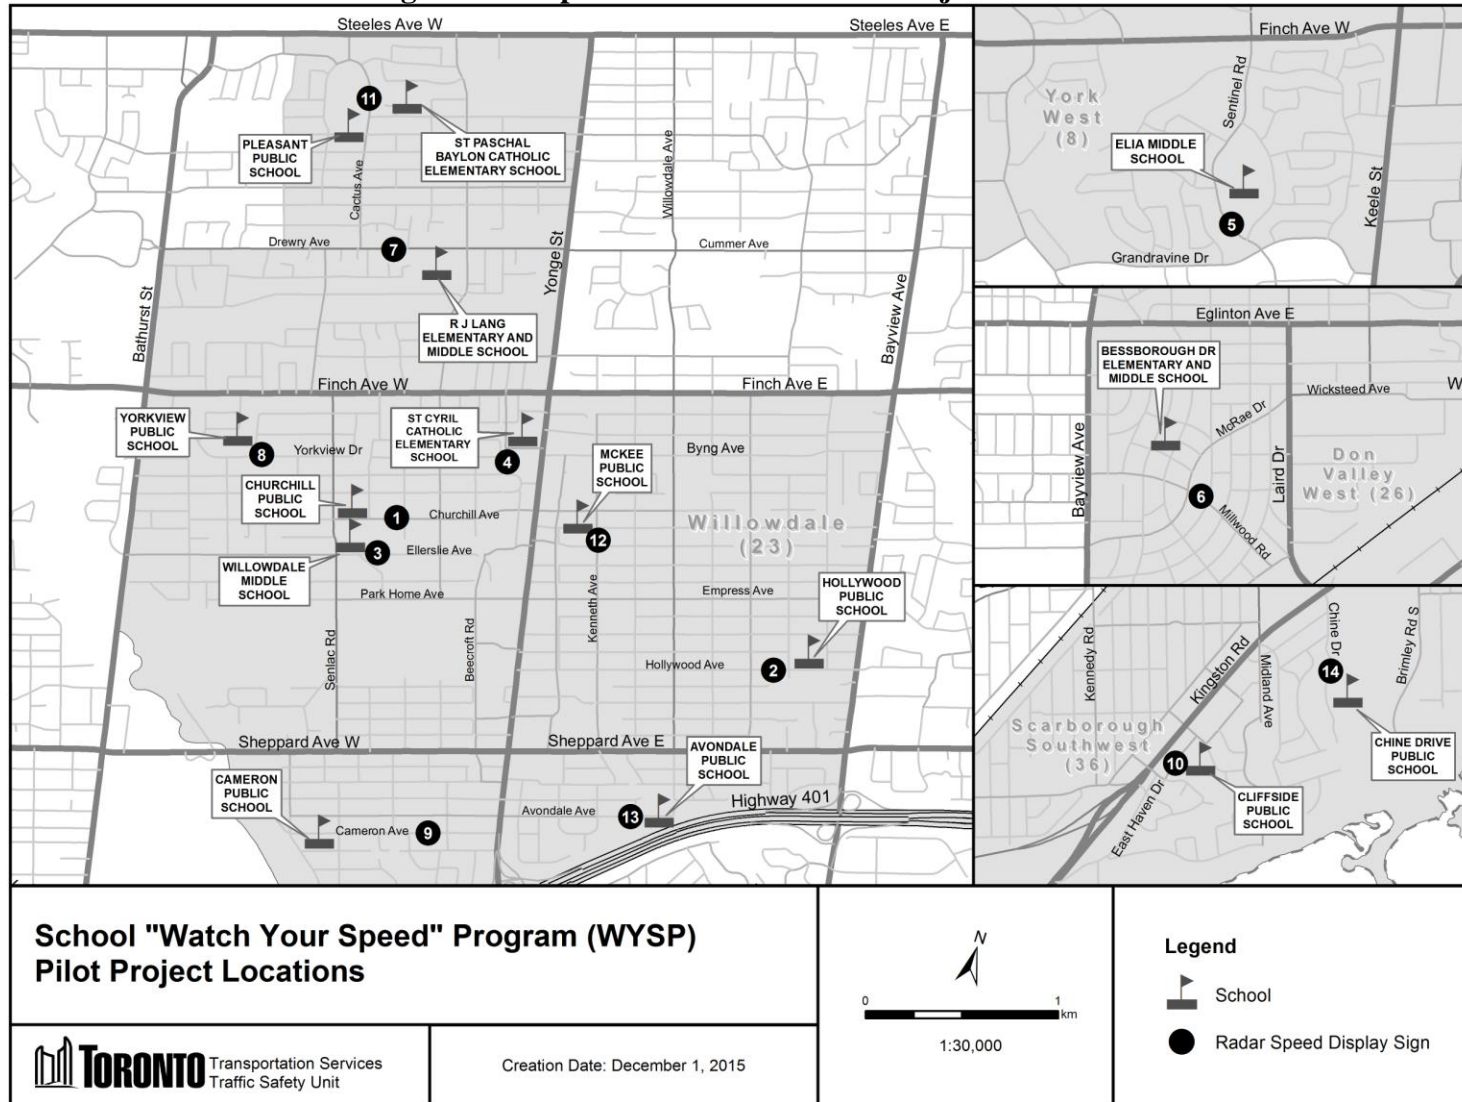 Steeles Ave W
Steeles Ave E
11
PLEASANT
PUBLIC
SCHOOL
ST PASCHAL
BAYLON CATHOLIC
ELEMENTARY SCHOOL
Cactus Ave
Willowdale Ave
Drewry Ave
7
Cummer Ave
Yonge St
Bathurst St
Bayview Ave
R J LANG
ELEMENTARY AND
MIDDLE SCHOOL
Finch Ave W
Finch Ave E
YORKVIEW
PUBLIC
SCHOOL
8
Yorkview Dr
ST CYRIL
CATHOLIC
ELEMENTARY
SCHOOL
4
MCKEE
PUBLIC
SCHOOL
Byng Ave
CHURCHILL
PUBLIC
SCHOOL
1
Churchill Ave
12
Willowdale
(23)
3
Ellerslie Ave
WILLOWDALE
MIDDLE
SCHOOL
Park Home Ave
Empress Ave
HOLLYWOOD
PUBLIC
SCHOOL
Senlac Rd
Beecroft Rd
Kenneth Ave
Hollywood Ave
2
Sheppard Ave W
Sheppard Ave E
AVONDALE
PUBLIC
SCHOOL
CAMERON
PUBLIC
SCHOOL
Avondale Ave
13
Highway 401
Cameron Ave
9
Finch Ave W
York
West
(8)
Sentinel Rd
ELIA MIDDLE
SCHOOL
5
Keele St
Grandravine Dr
Eglinton Ave E
BESSBOROUGH DR
ELEMENTARY AND
MIDDLE SCHOOL
Wicksteed Ave
W
McRae Dr
Bayview Ave
Laird Dr
Don
Valley
West (26)
6
Millwood Rd
Kennedy Rd
Kingston Rd
Midland Ave
Chine Dr
Brimley Rd S
14
Scarborough
Southwest
(36)
10
CHINE DRIVE
PUBLIC
SCHOOL
CLIFFSIDE
PUBLIC
SCHOOL
East Haven Dr
School "Watch Your Speed" Program (WYSP)
Pilot Project Locations
TORONTO
Transportation Services
Traffic Safety Unit
Creation Date: December 1, 2015
N
0 1
km
1:30,000
Legend
School
Radar Speed Display Sign